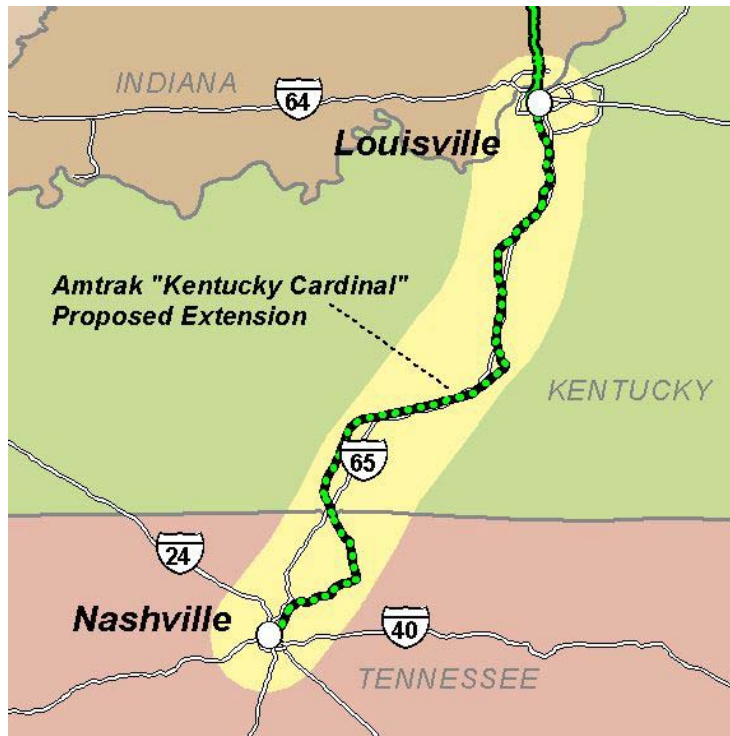 INDIANA
64
Louisville
Amtrak "Kentucky Cardinal"
Proposed Extension
KENTUCKY
65
24
Nashville
40
TENNESSEE